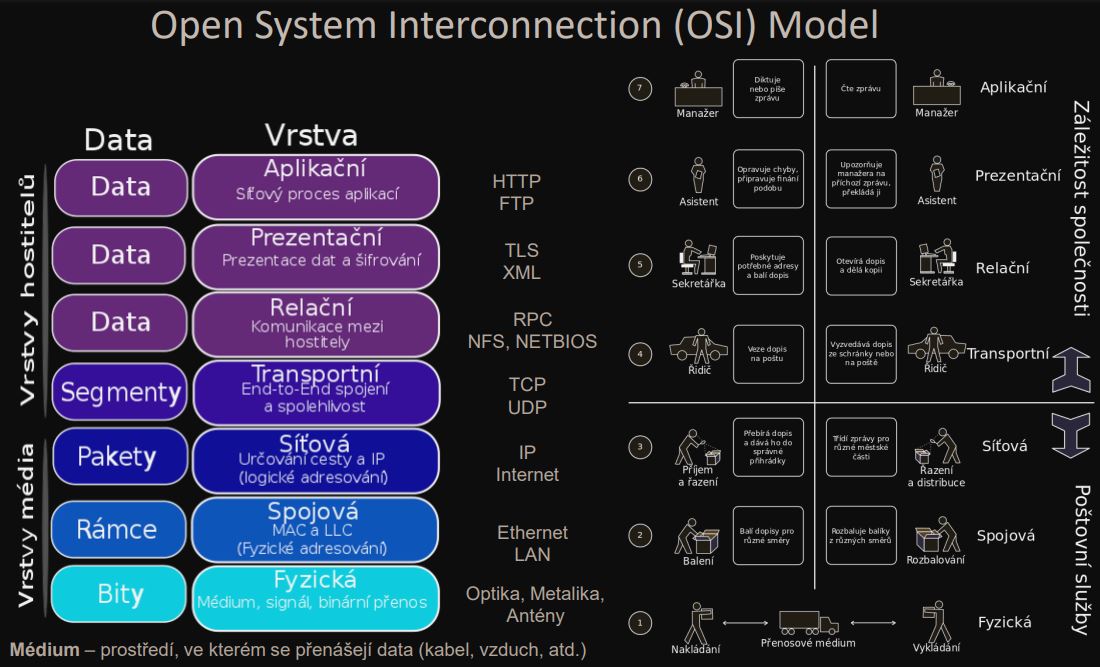 Open System Interconnection (OSI) Model
Data
Vrstva
Vrstvy hostitelů
Data
Aplikační
Síťový proces aplikací
HTTP
FTP
Data
Prezentační
Prezentace dat a šifrování
TLS
XML
Data
Relační
Komunikace mezi
hostitely
RPC
NFS, NETBIOS
Segmenty
Transportní
End-to-End spojení
a spolehlivost
TCP
UDP
Vrstvy média
Pakety
Síťová
Určování cesty a IP
(logické adresování)
IP
Internet
Rámce
Spojová
MAC a LLC
(Fyzické adresování)
Ethernet
LAN
Bity
Fyzická
Médium, signál, binární přenos
Optika, Metalika,
Antény
Médium – prostředí, ve kterém se přenášejí data (kabel, vzduch, atd.)
7
Manažer
Diktuje
nebo píše
zprávu
Čte zprávu
Manažer
Aplikační
6
Asistent
Opravuje chyby,
připravuje finání
podobu
Upozorňuje
manažera na
příchozí zprávu,
překládá ji
Asistent
Prezentační
5
Sekretářka
Poskytuje
potřebné adresy
a balí dopis
Otevírá dopis
a dělá kopii
Sekretářka
Relační
4
Řidič
Veze dopis
na poštu
Vyzvedává dopis
ze schránky nebo
na poště
Řidič
Transportní
Záležitost společnosti
3
Příjem
a řazení
Přebírá dopis
a dává ho do
správné
přihrádky
Třídí zprávy pro
různé městské
části
Řazení
a distribuce
Síťová
2
Balení
Balí dopisy pro
různé směry
Rozbaluje balíky
z různých směrů
Rozbalování
Spojová
1
Nakládání
Přenosové médium
Vykládání
Fyzická
Poštovní služby